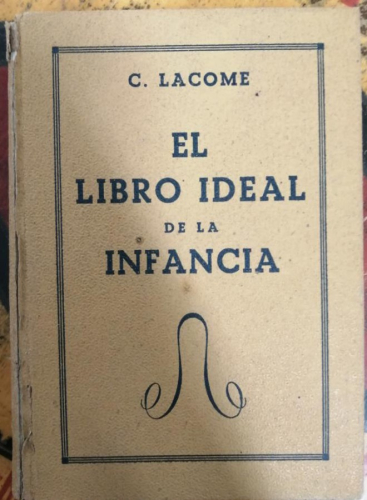 C. LACOME
EL
LIBRO IDEAL
DE LA
INFANCIA